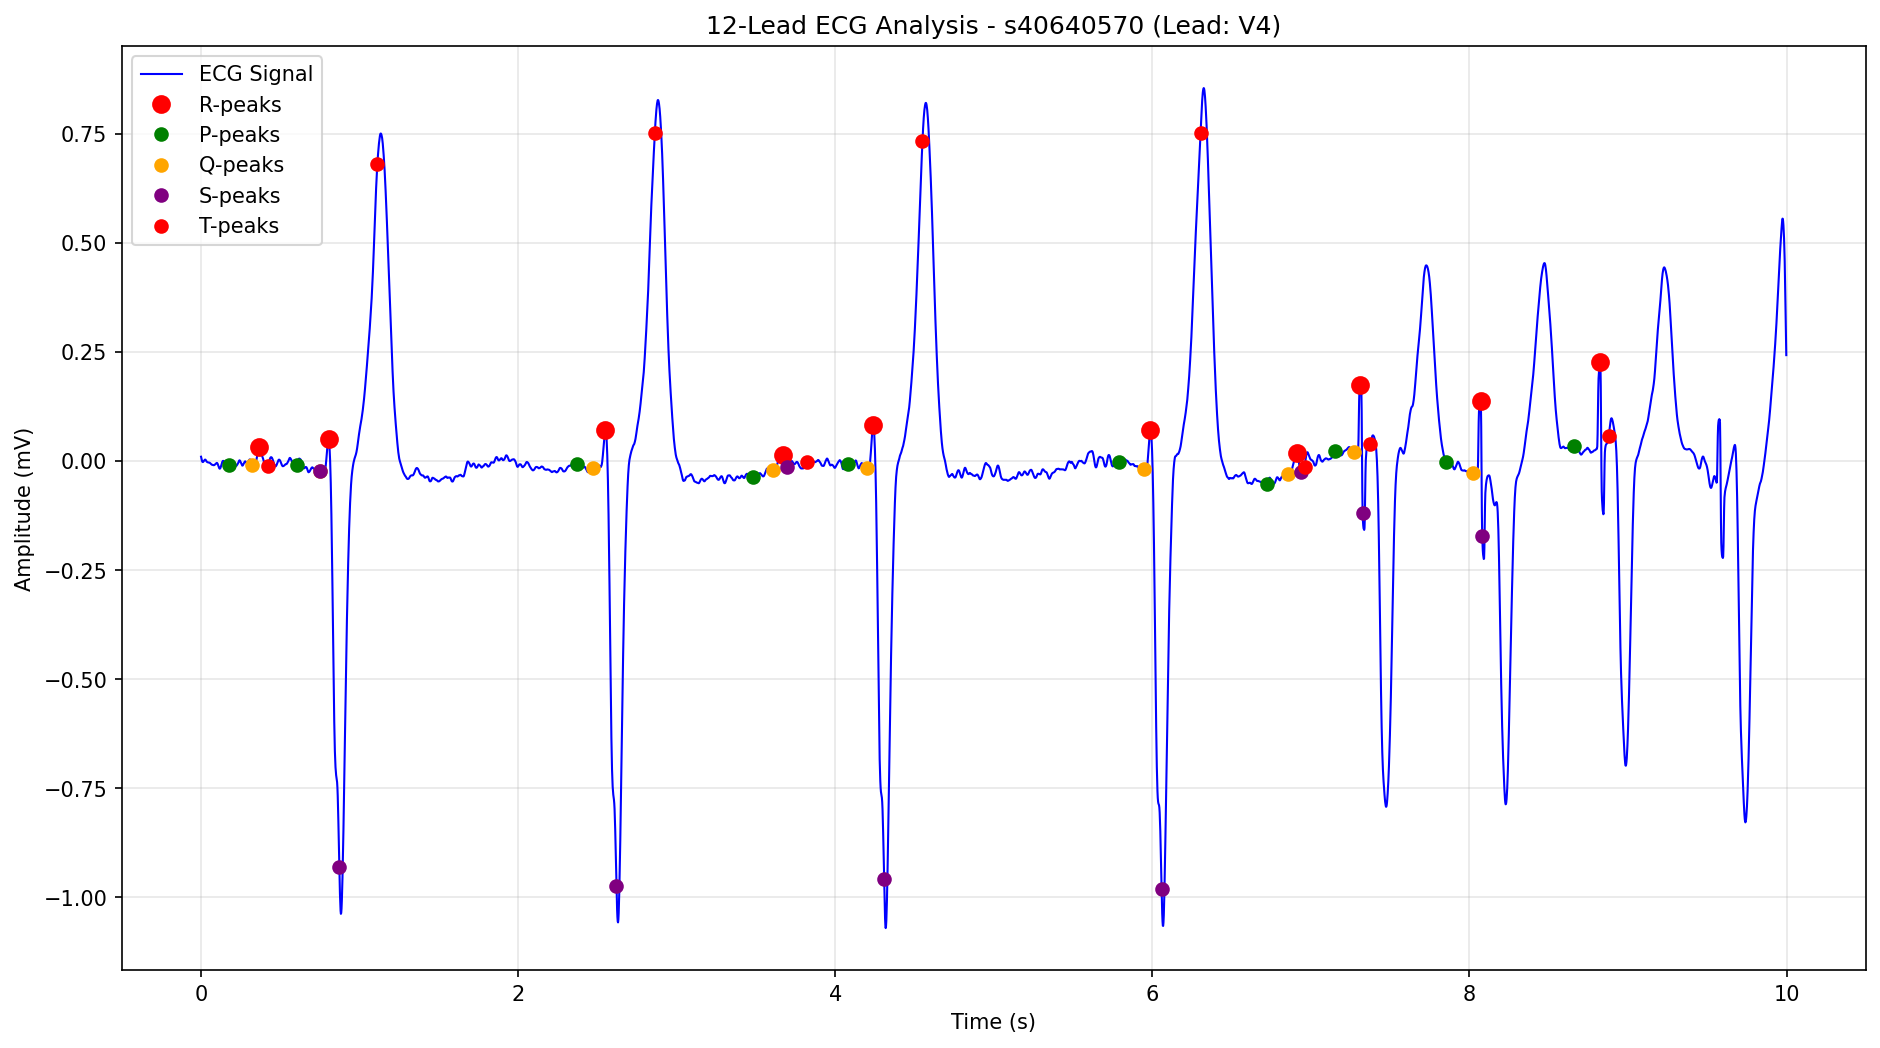 12-Lead ECG Analysis - s40640570 (Lead: V4)
ECG Signal
R-peaks
P-peaks
Q-peaks
S-peaks
T-peaks
0.75
0.50
0.25
0.00
−0.25
−0.50
−0.75
−1.00
Amplitude (mV)
0 2 4 6 8 10
Time (s)